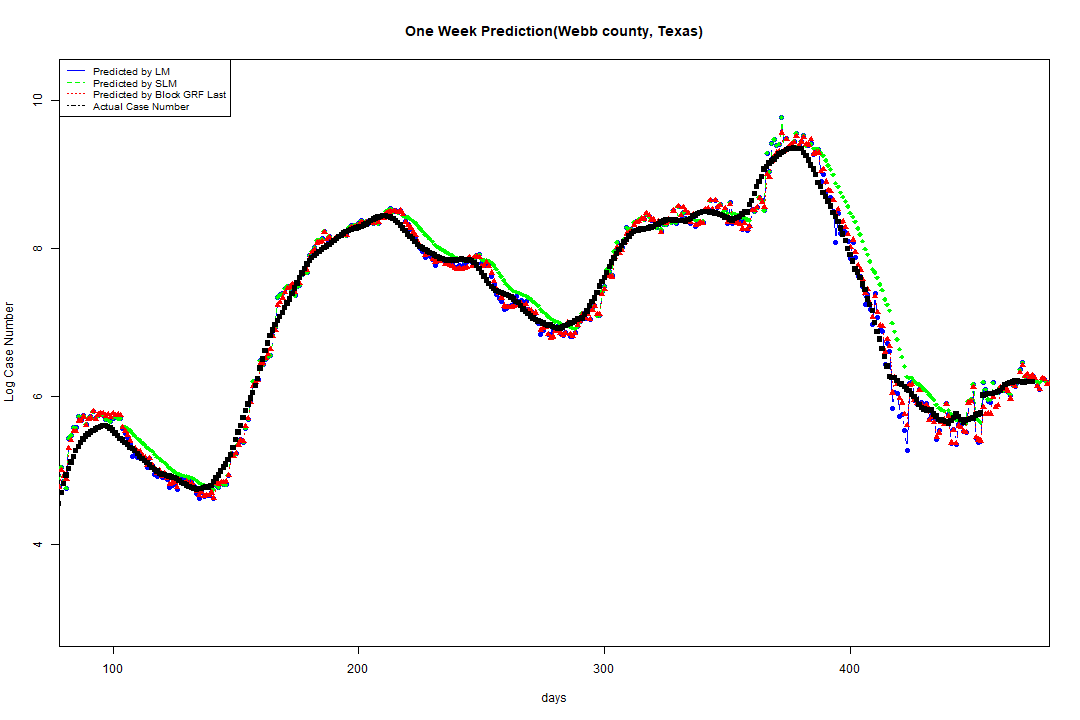 One Week Prediction(Webb county, Texas)
Predicted by LM
Predicted by SLM
Predicted by Block GRF Last
Actual Case Number
10
8
6
4
Log Case Number
100 200 300 400
days